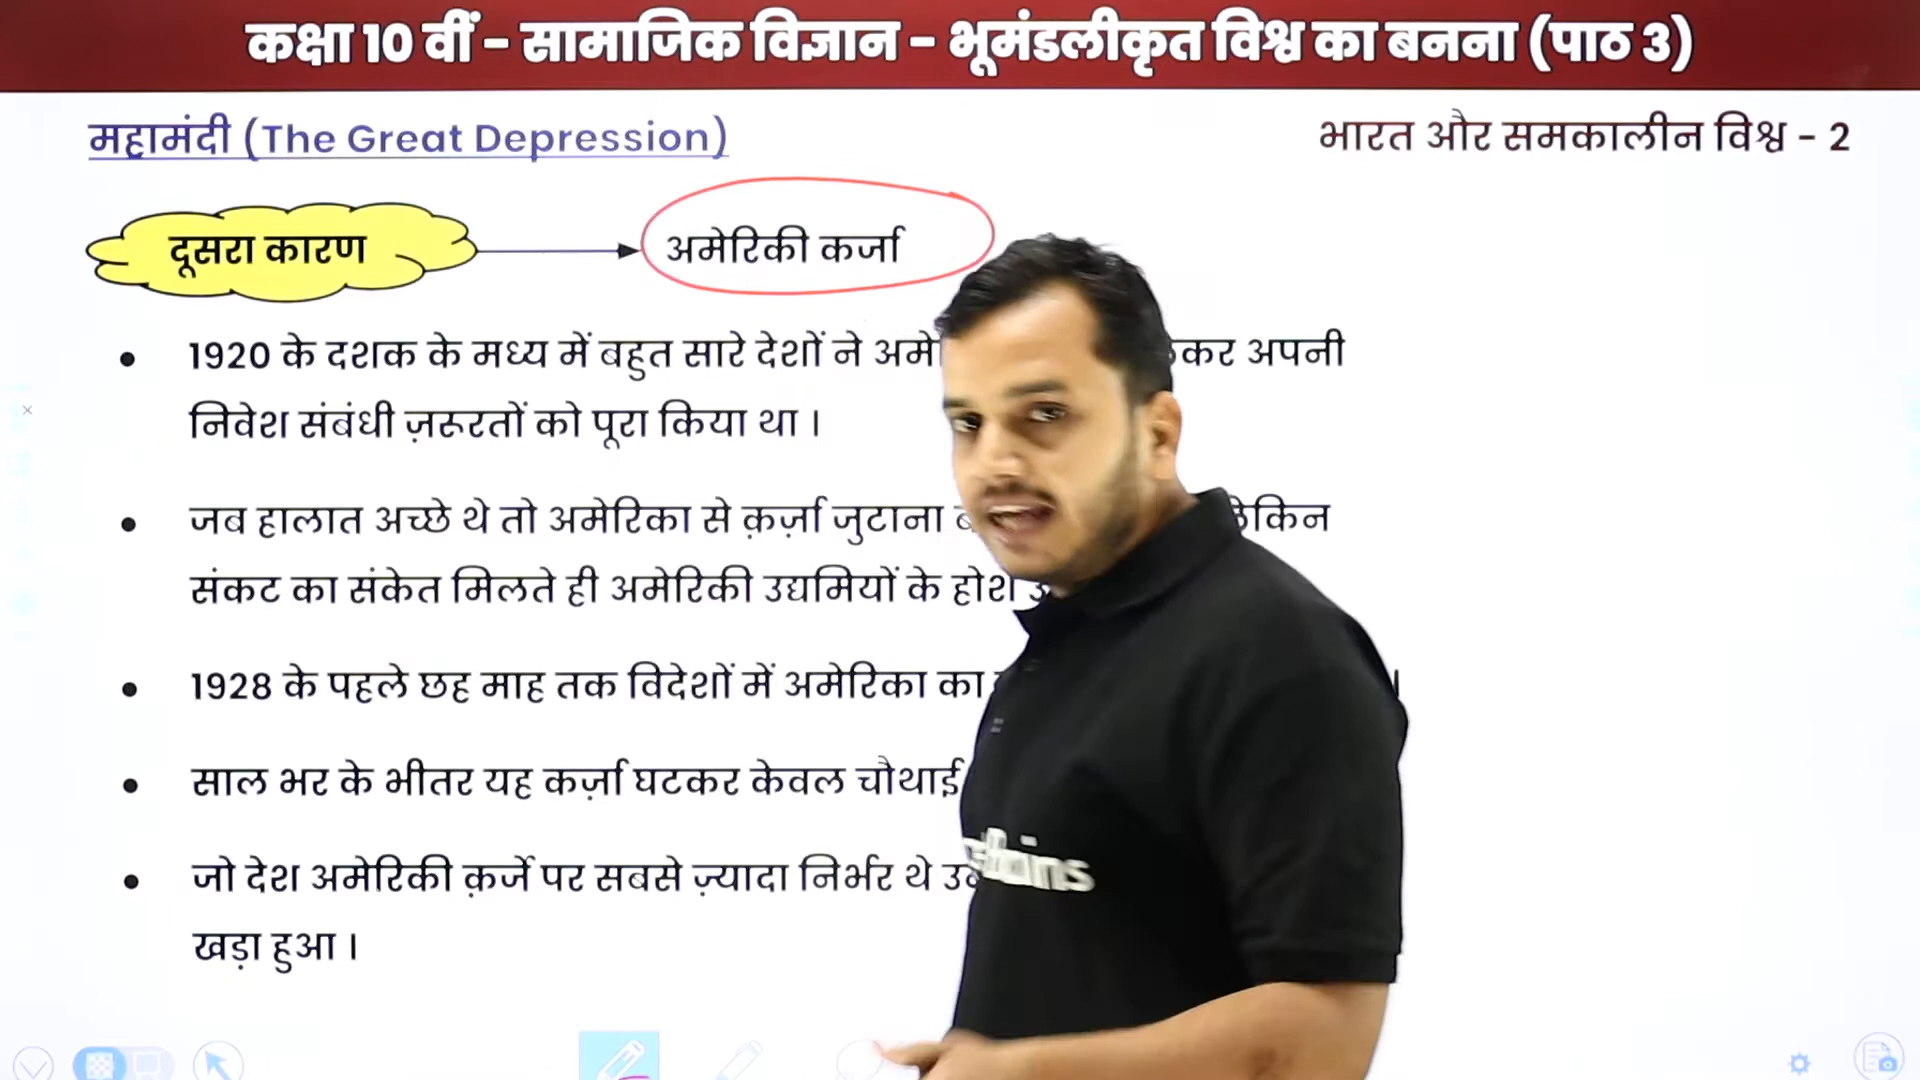 कक्षा 10 वीं - सामाजिक विज्ञान - भूमंडलीकृत विश्व का बनना (पाठ 3)
महामंदी (The Great Depression)
भारत और समकालीन विश्व - 2
दूसरा कारण
अमेरिकी कर्जा
1920 के दशक के मध्य में बहुत सारे देशों ने अपनी
निवेश संबंधी ज़रूरतों को पूरा किया था ।
जब हालात अच्छे थे तो अमेरिका से क़र्ज़ा जुटाना
संकट का संकेत मिलते ही अमेरिकी उद्यमियों के होश
1928 के पहले छह माह तक विदेशों में अमेरिका का ।
साल भर के भीतर यह कर्ज़ा घटकर केवल चौथाई
जो देश अमेरिकी क़र्जे पर सबसे ज़्यादा निर्भर थे
खड़ा हुआ ।